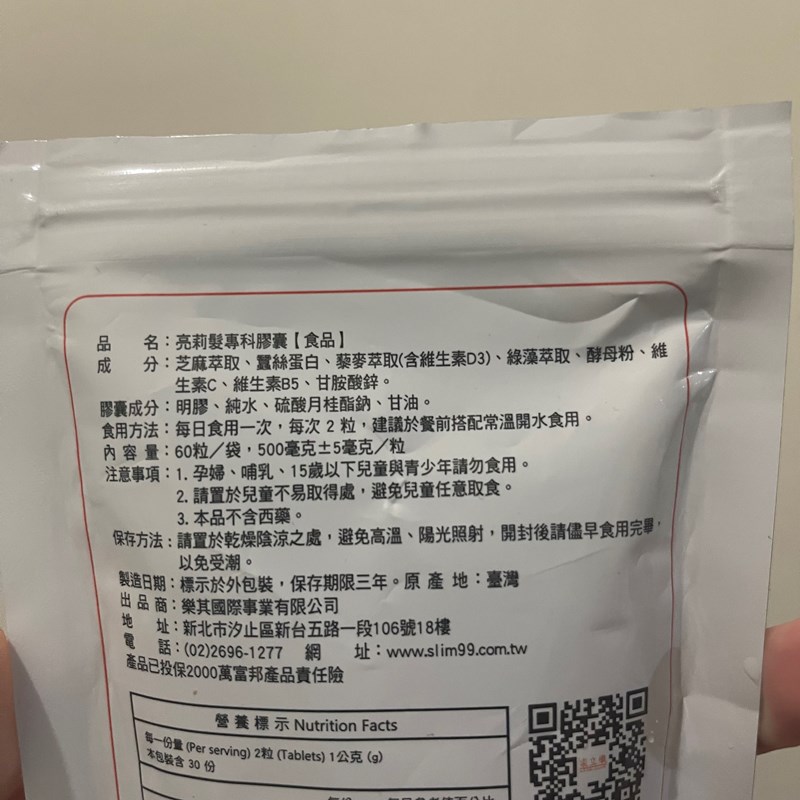 品　　名：亮莉髮專科膠囊【食品】
成　　分：芝麻萃取、蠶絲蛋白、藜麥萃取(含維生素D3)、綠藻萃取、酵母粉、維
生素C、維生素B5、甘胺酸鋅。
膠囊成分：明膠、純水、硫酸月桂酯鈉、甘油。
食用方法：每日食用一次，每次 2 粒，建議於餐前搭配常溫開水食用。
內 容 量：60粒／袋，500毫克±5毫克／粒
注意事項：1. 孕婦、哺乳、15歲以下兒童與青少年請勿食用。
2. 請置於兒童不易取得處，避免兒童任意取食。
3. 本品不含西藥。
保存方法：請置於乾燥陰涼之處，避免高溫、陽光照射，開封後請儘早食用完畢，
以免受潮。
製造日期：標示於外包裝，保存期限三年。原 產 地：臺灣
出 品 商：樂其國際事業有限公司
地　　址：新北市汐止區新台五路一段106號18樓
電　　話：(02)2696-1277　網　　址：www.slim99.com.tw
產品已投保2000萬富邦產品責任險
營 養 標 示 Nutrition Facts
每一份量 (Per serving) 2粒 (Tablets) 1公克 (g)
本包裝含 30 份